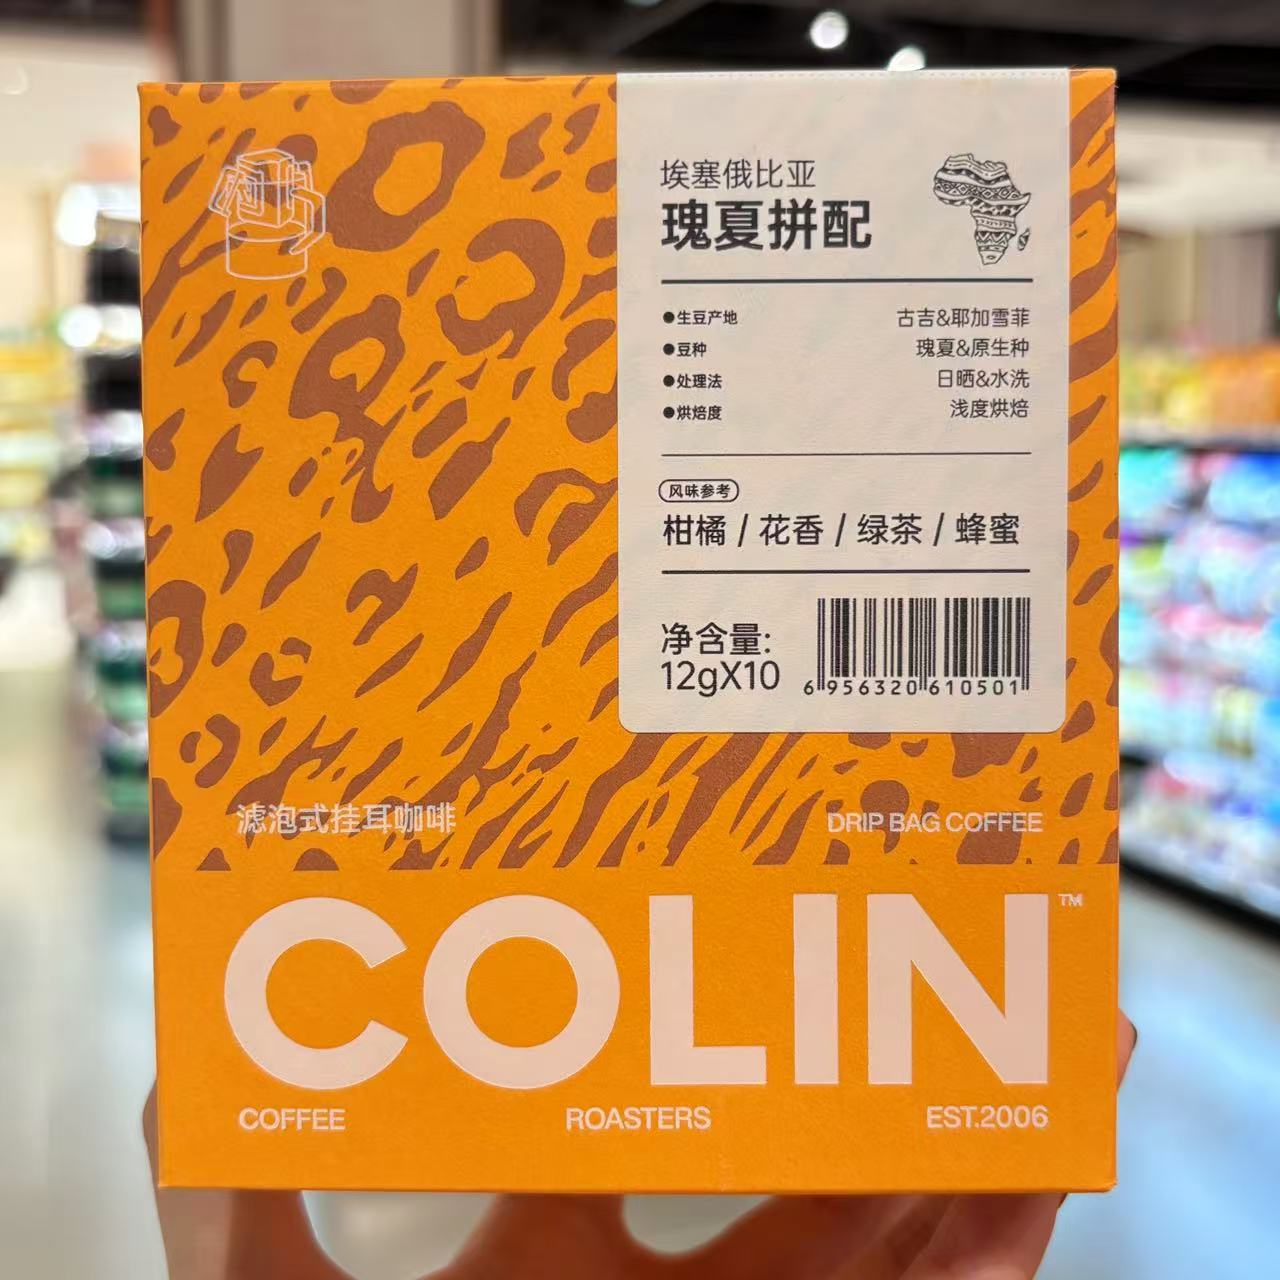 埃塞俄比亚
瑰夏拼配
●生豆产地 古吉&耶加雪菲
●豆种 瑰夏&原生种
●处理法 日晒&水洗
●烘焙度 浅度烘焙
风味参考
柑橘 / 花香 / 绿茶 / 蜂蜜
净含量:
12gX10
6 956320 610501
滤泡式挂耳咖啡 DRIP BAG COFFEE
COLIN™
COFFEE ROASTERS EST.2006